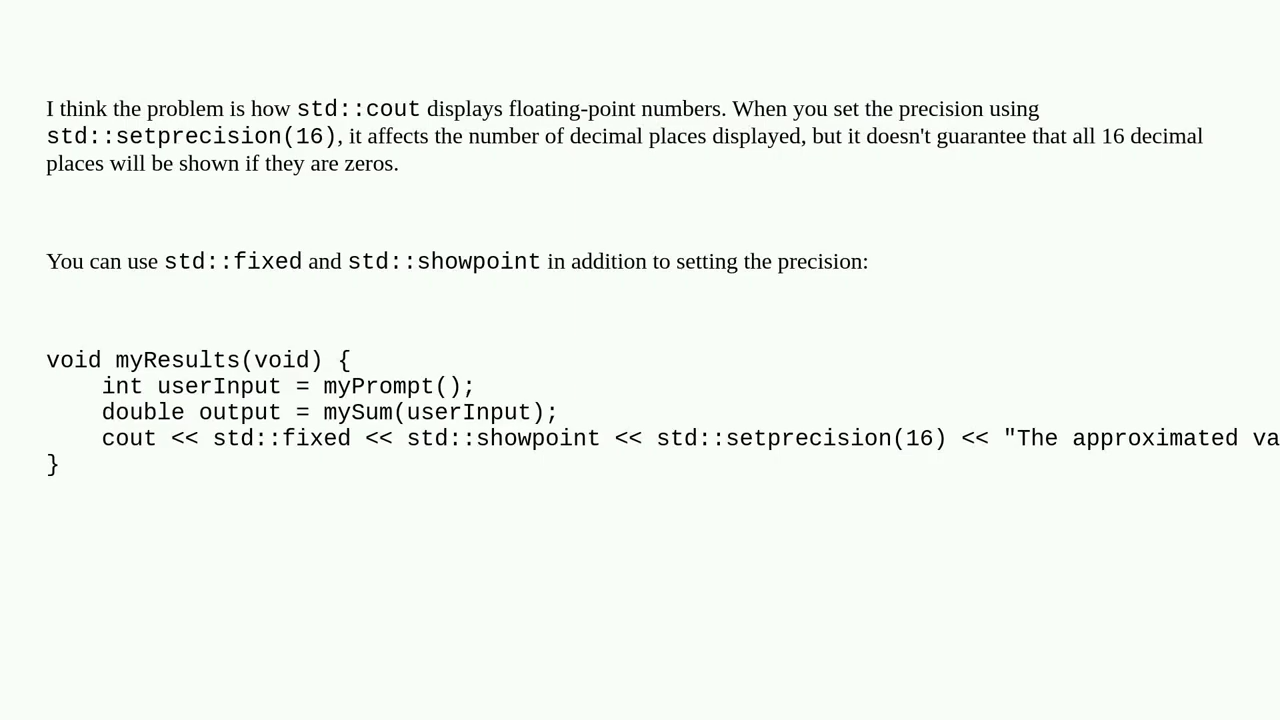 I think the problem is how std::cout displays floating-point numbers. When you set the precision using
std::setprecision(16), it affects the number of decimal places displayed, but it doesn't guarantee that all 16 decimal
places will be shown if they are zeros.
You can use std::fixed and std::showpoint in addition to setting the precision:
void myResults(void) {
    int userInput = myPrompt();
    double output = mySum(userInput);
    cout << std::fixed << std::showpoint << std::setprecision(16) << "The approximated va
}